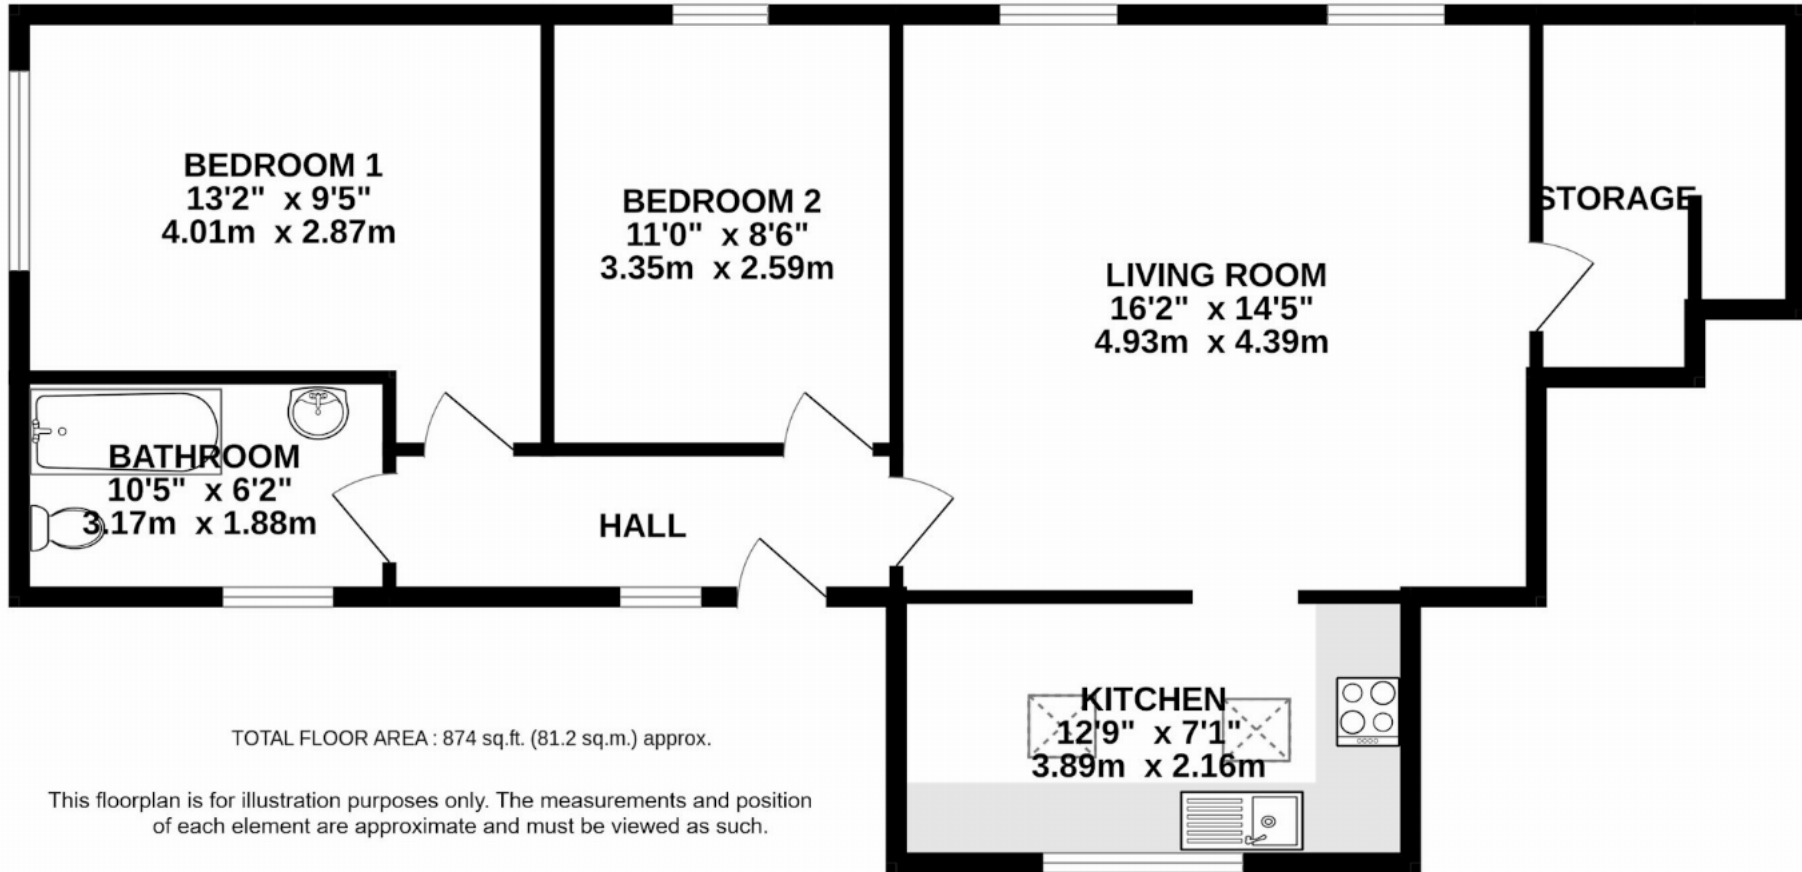 BEDROOM 1
13'2" x 9'5"
4.01m x 2.87m
BEDROOM 2
11'0" x 8'6"
3.35m x 2.59m
LIVING ROOM
16'2" x 14'5"
4.93m x 4.39m
STORAGE
BATHROOM
10'5" x 6'2"
3.17m x 1.88m
HALL
KITCHEN
12'9" x 7'1"
3.89m x 2.16m
TOTAL FLOOR AREA : 874 sq.ft. (81.2 sq.m.) approx.
This floorplan is for illustration purposes only. The measurements and position
of each element are approximate and must be viewed as such.